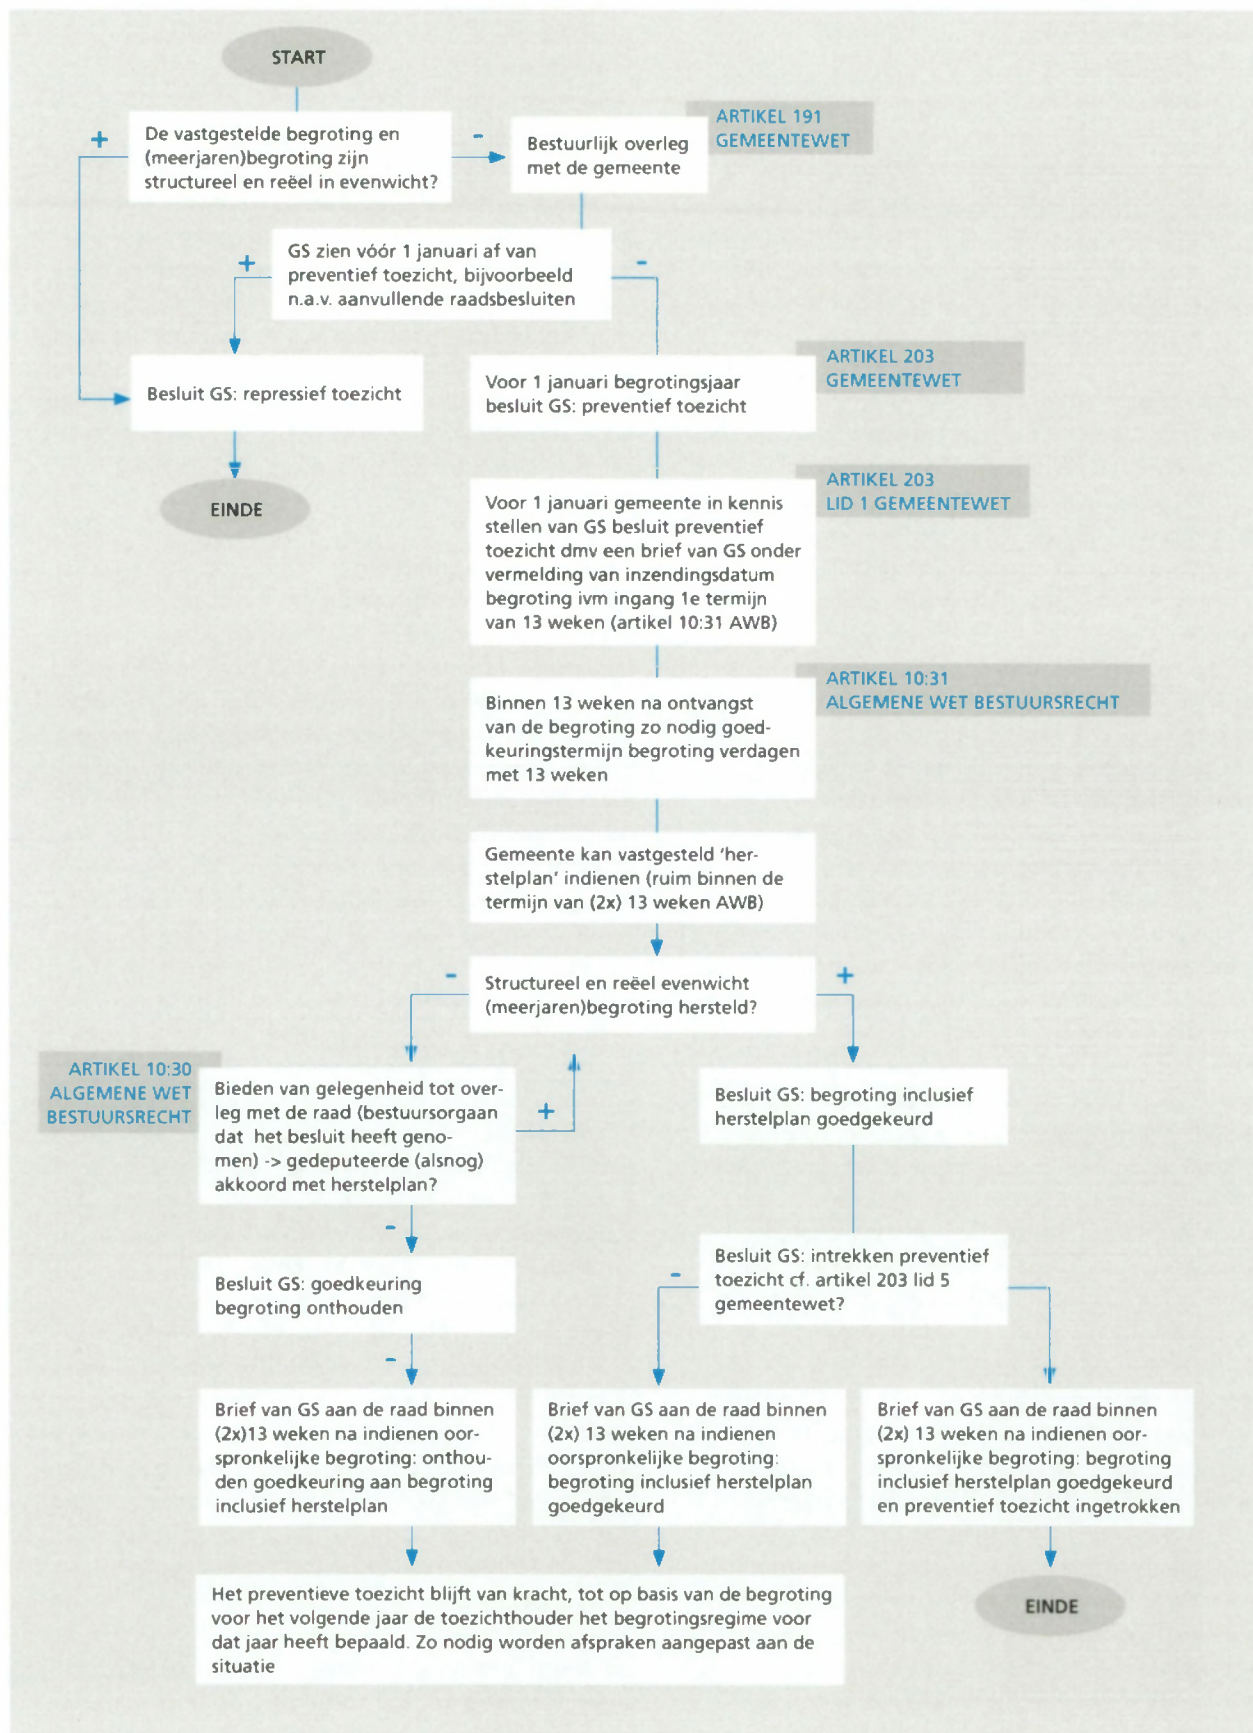 START
+
De vastgestelde begroting en
(meerjaren)begroting zijn
structureel en reëel in evenwicht?
-
Bestuurlijk overleg
met de gemeente
ARTIKEL 191
GEMEENTEWET
+
GS zien vóór 1 januari af van
preventief toezicht, bijvoorbeeld
n.a.v. aanvullende raadsbesluiten
-
Besluit GS: repressief toezicht
EINDE
Voor 1 januari begrotingsjaar
besluit GS: preventief toezicht
ARTIKEL 203
GEMEENTEWET
Voor 1 januari gemeente in kennis
stellen van GS besluit preventief
toezicht dmv een brief van GS onder
vermelding van inzendingsdatum
begroting ivm ingang 1e termijn
van 13 weken (artikel 10:31 AWB)
ARTIKEL 203
LID 1 GEMEENTEWET
Binnen 13 weken na ontvangst
van de begroting zo nodig goed-
keuringstermijn begroting verdagen
met 13 weken
ARTIKEL 10:31
ALGEMENE WET BESTUURSRECHT
Gemeente kan vastgesteld ‘her-
stelplan’ indienen (ruim binnen de
termijn van (2x) 13 weken AWB)
-
Structureel en reëel evenwicht
(meerjaren)begroting hersteld?
+
ARTIKEL 10:30
ALGEMENE WET
BESTUURSRECHT
Bieden van gelegenheid tot over-
leg met de raad (bestuursorgaan
dat het besluit heeft geno-
men) -> gedeputeerde (alsnog)
akkoord met herstelplan?
+
Besluit GS: begroting inclusief
herstelplan goedgekeurd
-
Besluit GS: goedkeuring
begroting onthouden
-
Besluit GS: intrekken preventief
toezicht cf. artikel 203 lid 5
gemeentewet?
-
Brief van GS aan de raad binnen
(2x)13 weken na indienen oor-
spronkelijke begroting: onthou-
den goedkeuring aan begroting
inclusief herstelplan
Brief van GS aan de raad binnen
(2x) 13 weken na indienen
oorspronkelijke begroting:
begroting inclusief herstelplan
goedgekeurd
Brief van GS aan de raad binnen
(2x) 13 weken na indienen oor-
spronkelijke begroting: begroting
inclusief herstelplan goedgekeurd
en preventief toezicht ingetrokken
Het preventieve toezicht blijft van kracht, tot op basis van de begroting
voor het volgende jaar de toezichthouder het begrotingsregime voor
dat jaar heeft bepaald. Zo nodig worden afspraken aangepast aan de
situatie
EINDE